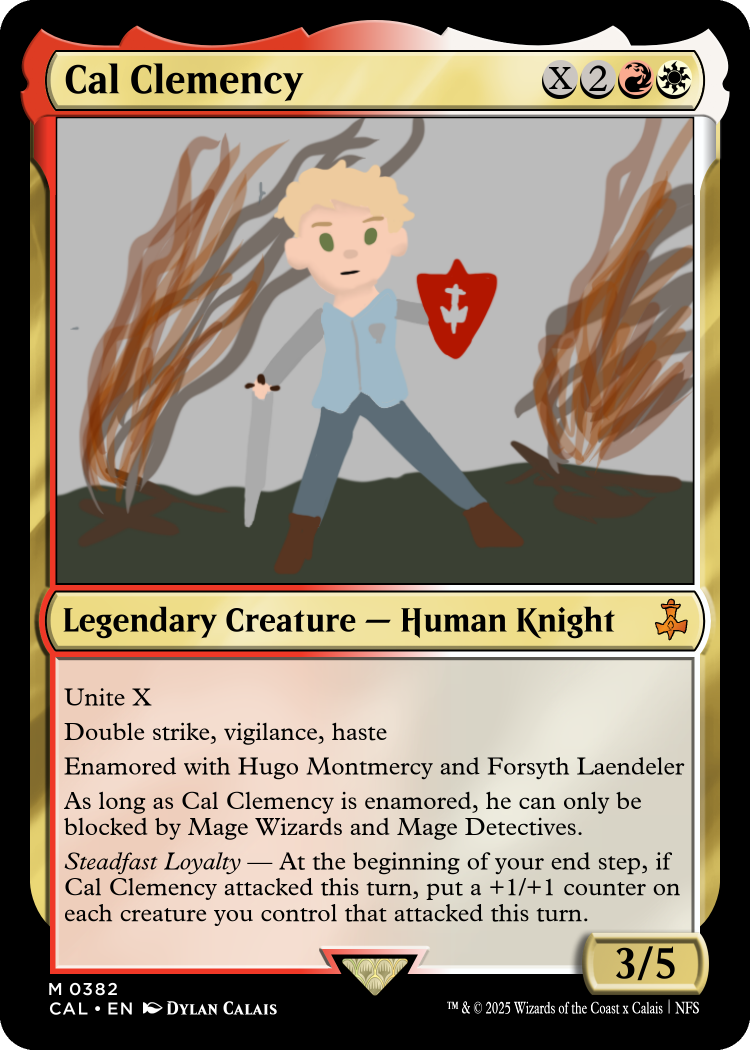 Cal Clemency X 2
Legendary Creature — Human Knight
Unite X
Double strike, vigilance, haste
Enamored with Hugo Montmercy and Forsyth Laendeler
As long as Cal Clemency is enamored, he can only be
blocked by Mage Wizards and Mage Detectives.
Steadfast Loyalty — At the beginning of your end step, if
Cal Clemency attacked this turn, put a +1/+1 counter on
each creature you control that attacked this turn.
3/5
M 0382
CAL • EN DYLAN CALAIS
™ & © 2025 Wizards of the Coast x Calais | NFS